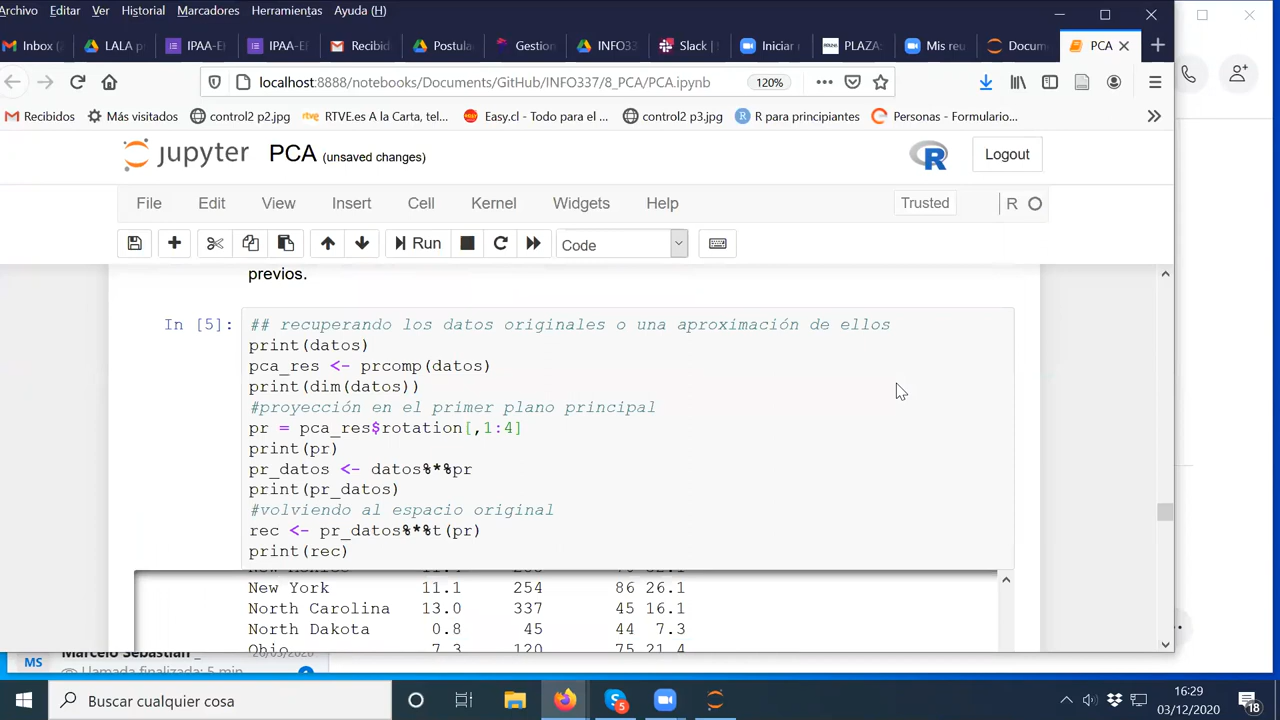 Archivo Editar Ver Historial Marcadores Herramientas Ayuda (H)
Inbox ( LALA p IPAA-E IPAA-EF Rec Postula Gestion INFO33 Slack | Iniciar PLAZAS Mis reu Docum PCA
localhost:8888/notebooks/Documents/GitHub/INFO337/8_PCA/PCA.ipynb 120%
Recibidos Más visitados control2 p2.jpg RTVE.es A La Carta, tel... Easy.cl - Todo para el ... control2 p3.jpg R para principiantes Personas - Formulario...
jupyter PCA (unsaved changes) R Logout
File Edit View Insert Cell Kernel Widgets Help Trusted R
Run Code
previos.
In [5]: ## recuperando los datos originales o una aproximación de ellos
print(datos)
pca_res <- prcomp(datos)
print(dim(datos))
#proyección en el primer plano principal
pr = pca_res$rotation[,1:4]
print(pr)
pr_datos <- datos%*%pr
print(pr_datos)
#volviendo al espacio original
rec <- pr_datos%*%t(pr)
print(rec)
New York 11.1 254 86 26.1
North Carolina 13.0 337 45 16.1
North Dakota 0.8 45 44 7.3
Ohio 7.3 120 75 21.4
MS Marcelo Sebastian _ 26/03/2020
Llamada finalizada: 5 min
Buscar cualquier cosa 5 16:29
03/12/2020 18